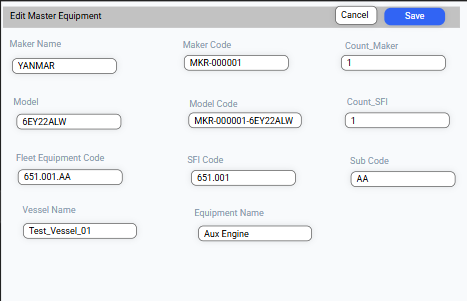 Edit Master Equipment
Cancel
Save
Maker Name
Maker Code
Count_Maker
YANMAR
MKR-000001
1
Model
Model Code
Count_SFI
6EY22ALW
MKR-000001-6EY22ALW
1
Fleet Equipment Code
SFI Code
Sub Code
651.001.AA
651.001
AA
Vessel Name
Equipment Name
Test_Vessel_01
Aux Engine